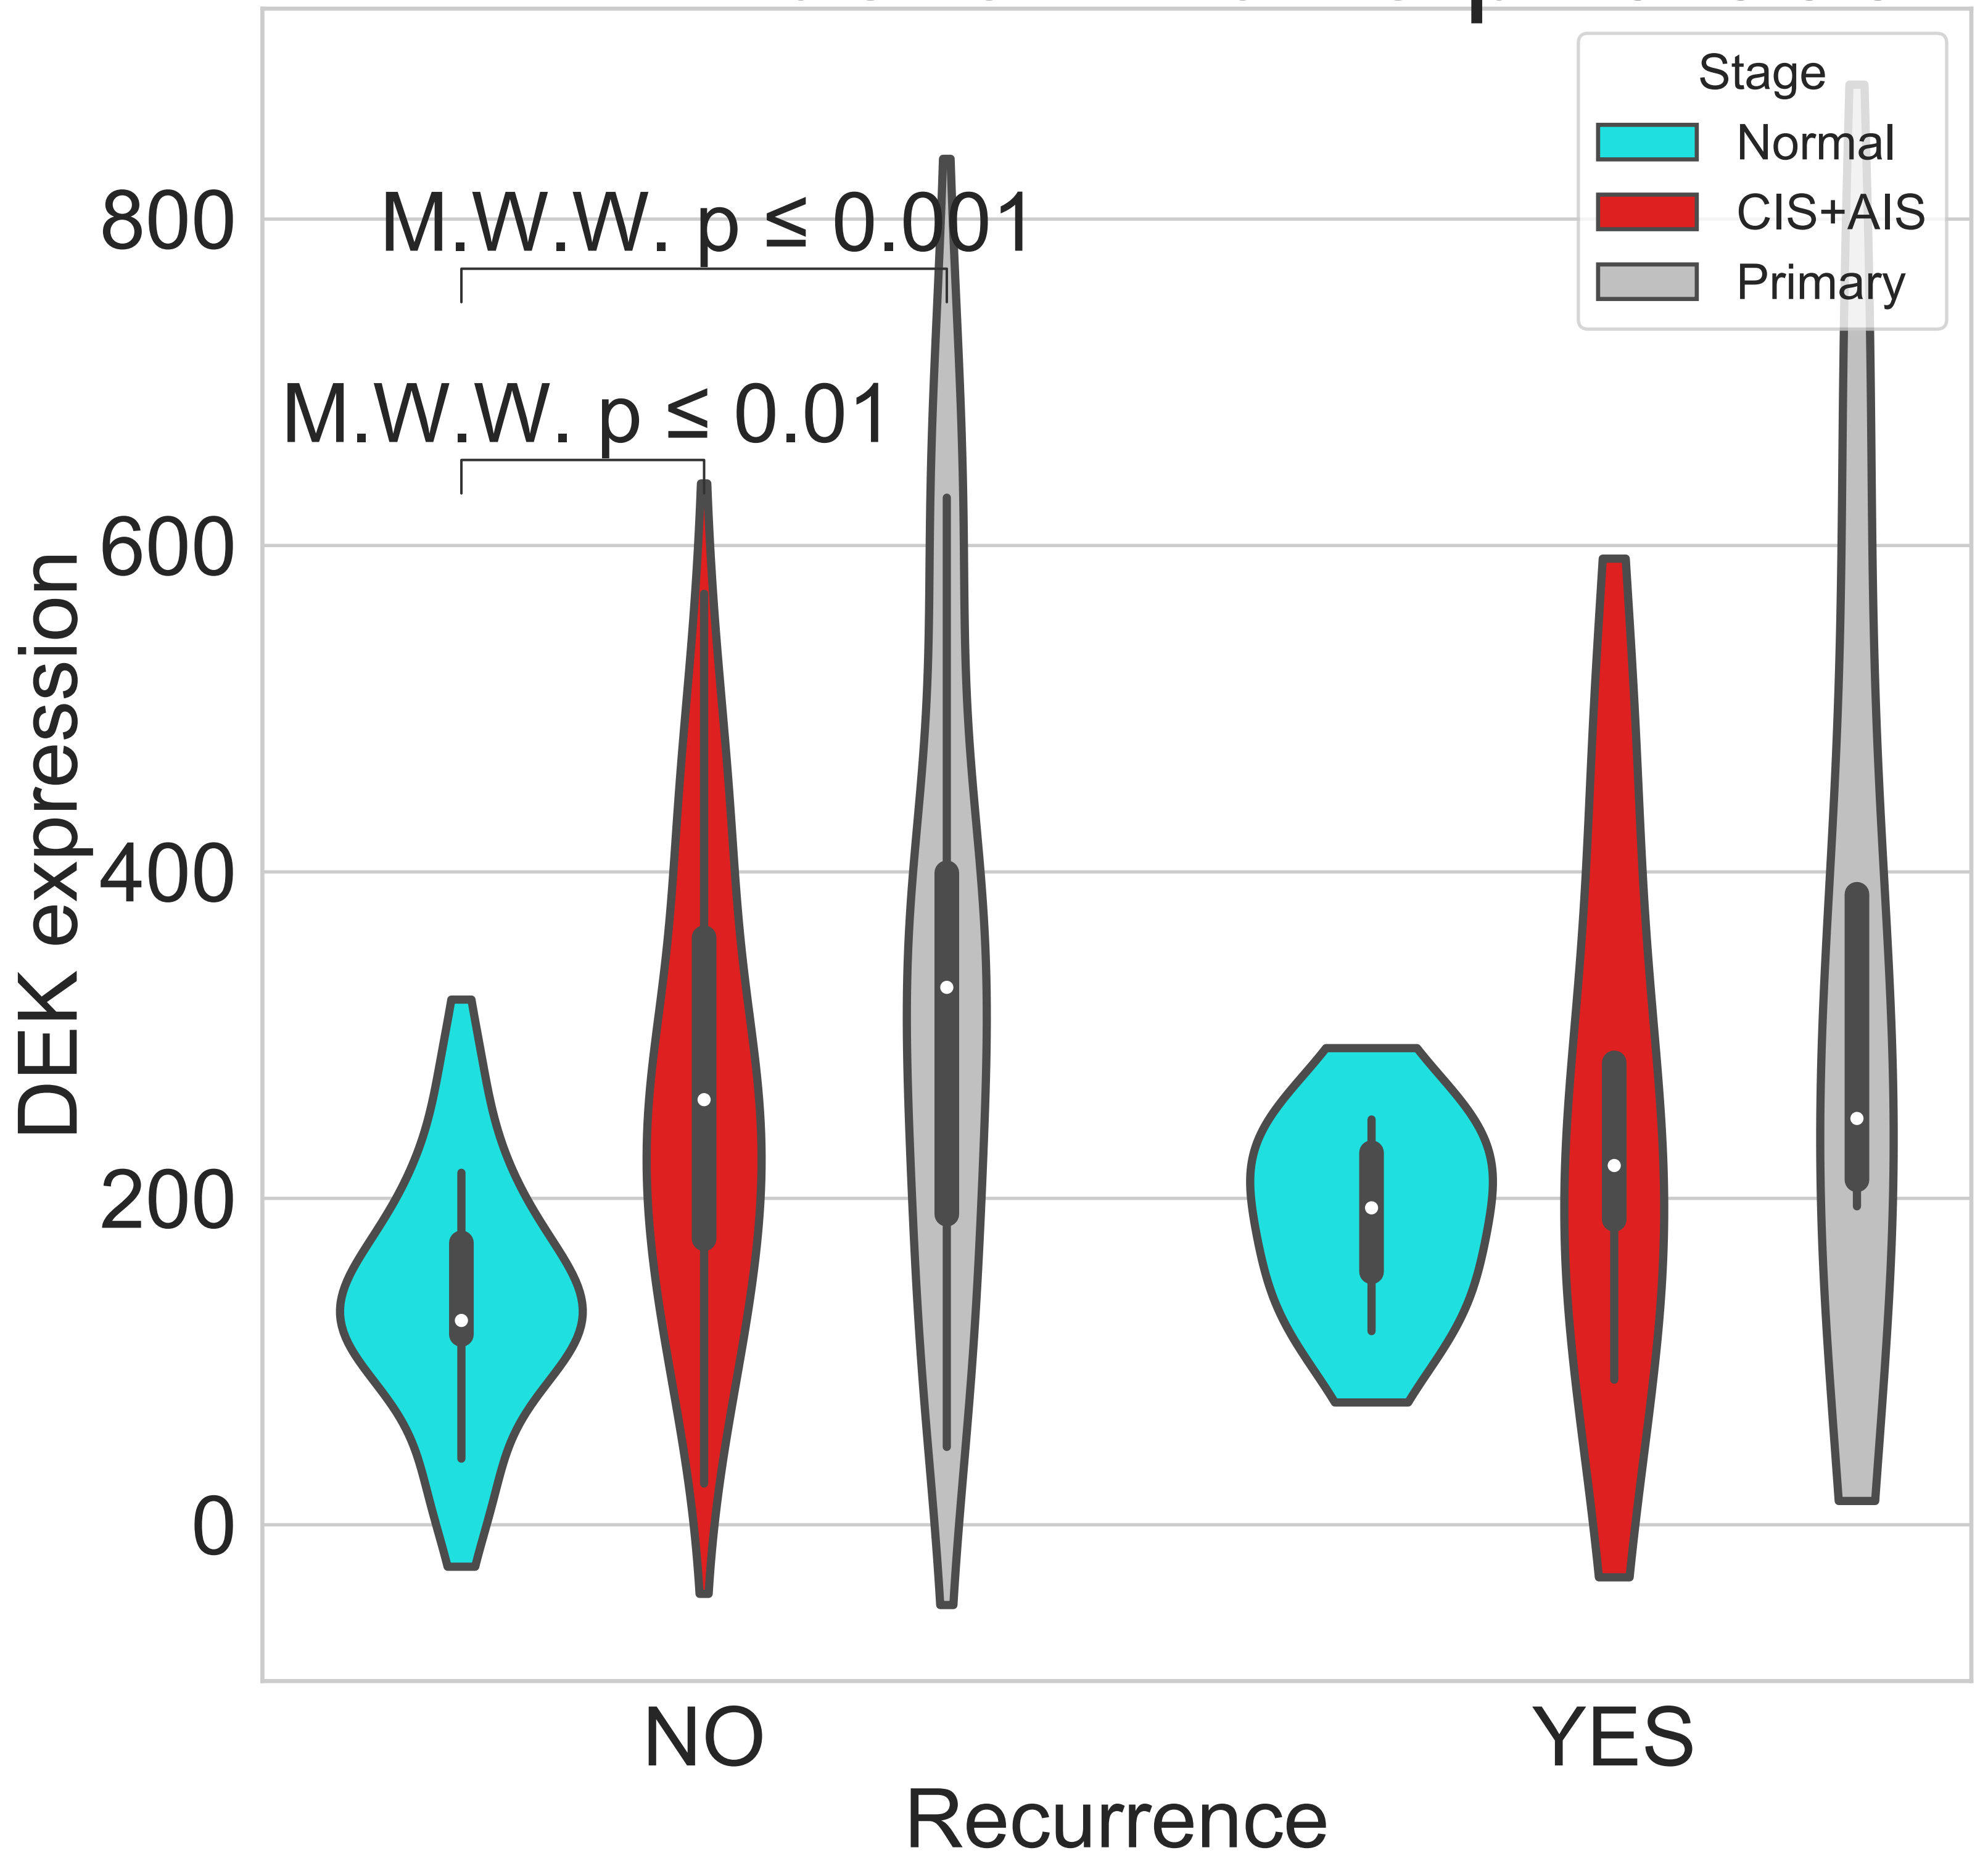 Stage
Normal
CIS+AIS
Primary
M.W.W. p ≤ 0.001
M.W.W. p ≤ 0.01
800
600
400
200
0
DEK expression
NO
YES
Recurrence